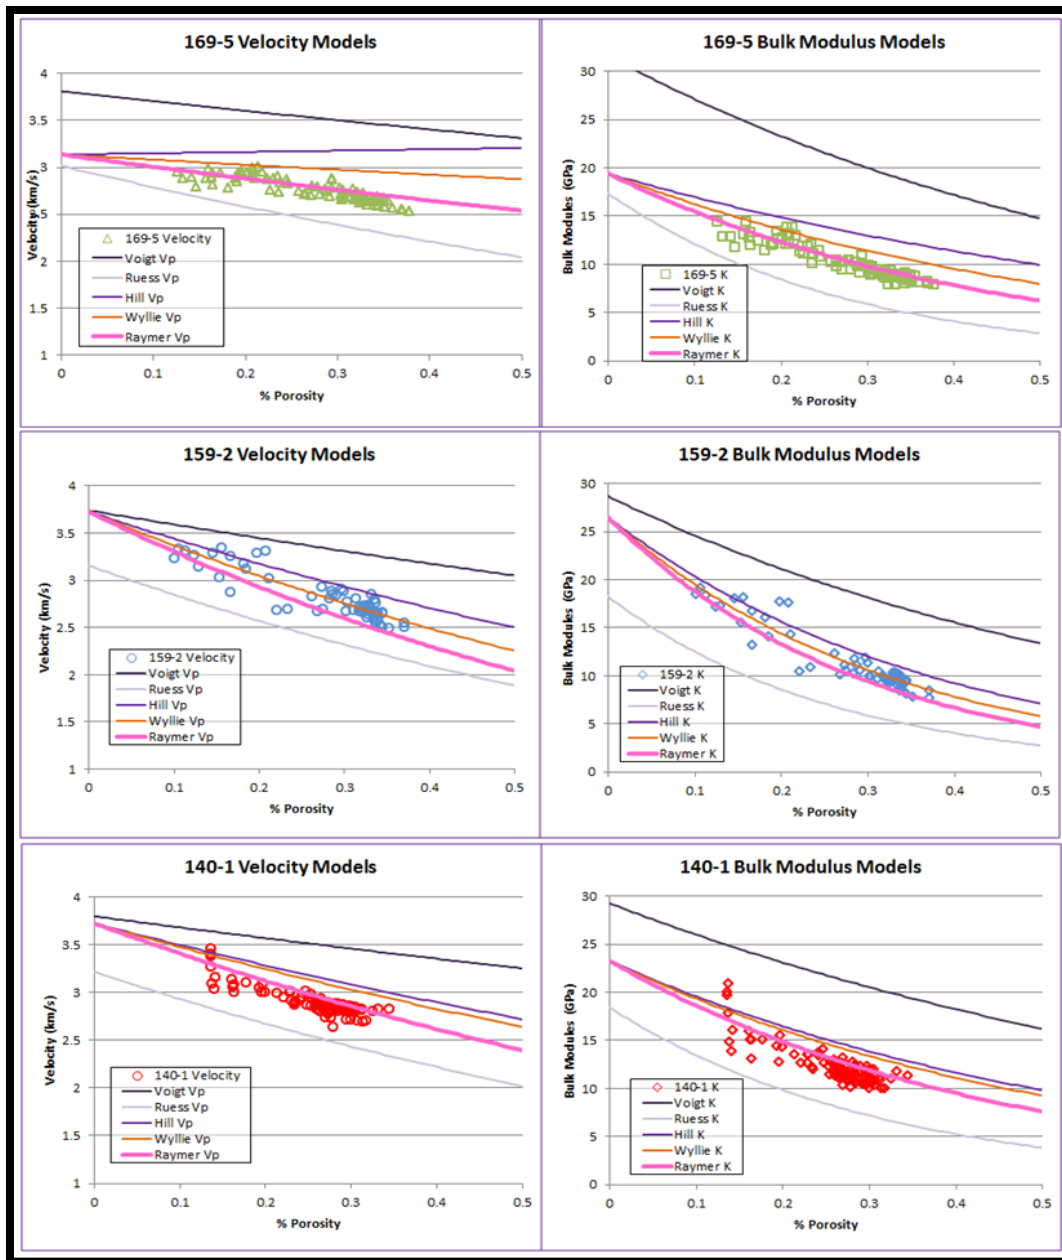 169-5 Velocity Models
4
3.5
3
2.5
2
1.5
1
Velocity (km/s)
0
0.1
0.2
0.3
0.4
0.5
% Porosity
169-5 Velocity
Voigt Vp
Ruess Vp
Hill Vp
Wyllie Vp
Raymer Vp
169-5 Bulk Modulus Models
30
25
20
15
10
5
0
Bulk Modules (GPa)
0
0.1
0.2
0.3
0.4
0.5
% Porosity
169-5 K
Voigt K
Ruess K
Hill K
Wyllie K
Raymer K
159-2 Velocity Models
4
3.5
3
2.5
2
1.5
1
Velocity (km/s)
0
0.1
0.2
0.3
0.4
0.5
% Porosity
159-2 Velocity
Voigt Vp
Ruess Vp
Hill Vp
Wyllie Vp
Raymer Vp
159-2 Bulk Modulus Models
30
25
20
15
10
5
0
Bulk Modules (GPa)
0
0.1
0.2
0.3
0.4
0.5
% Porosity
159-2 K
Voigt K
Ruess K
Hill K
Wyllie K
Raymer K
140-1 Velocity Models
4
3.5
3
2.5
2
1.5
1
Velocity (km/s)
0
0.1
0.2
0.3
0.4
0.5
% Porosity
140-1 Velocity
Voigt Vp
Ruess Vp
Hill Vp
Wyllie Vp
Raymer Vp
140-1 Bulk Modulus Models
30
25
20
15
10
5
0
Bulk Modules (GPa)
0
0.1
0.2
0.3
0.4
0.5
% Porosity
140-1 K
Voigt K
Ruess K
Hill K
Wyllie K
Raymer K